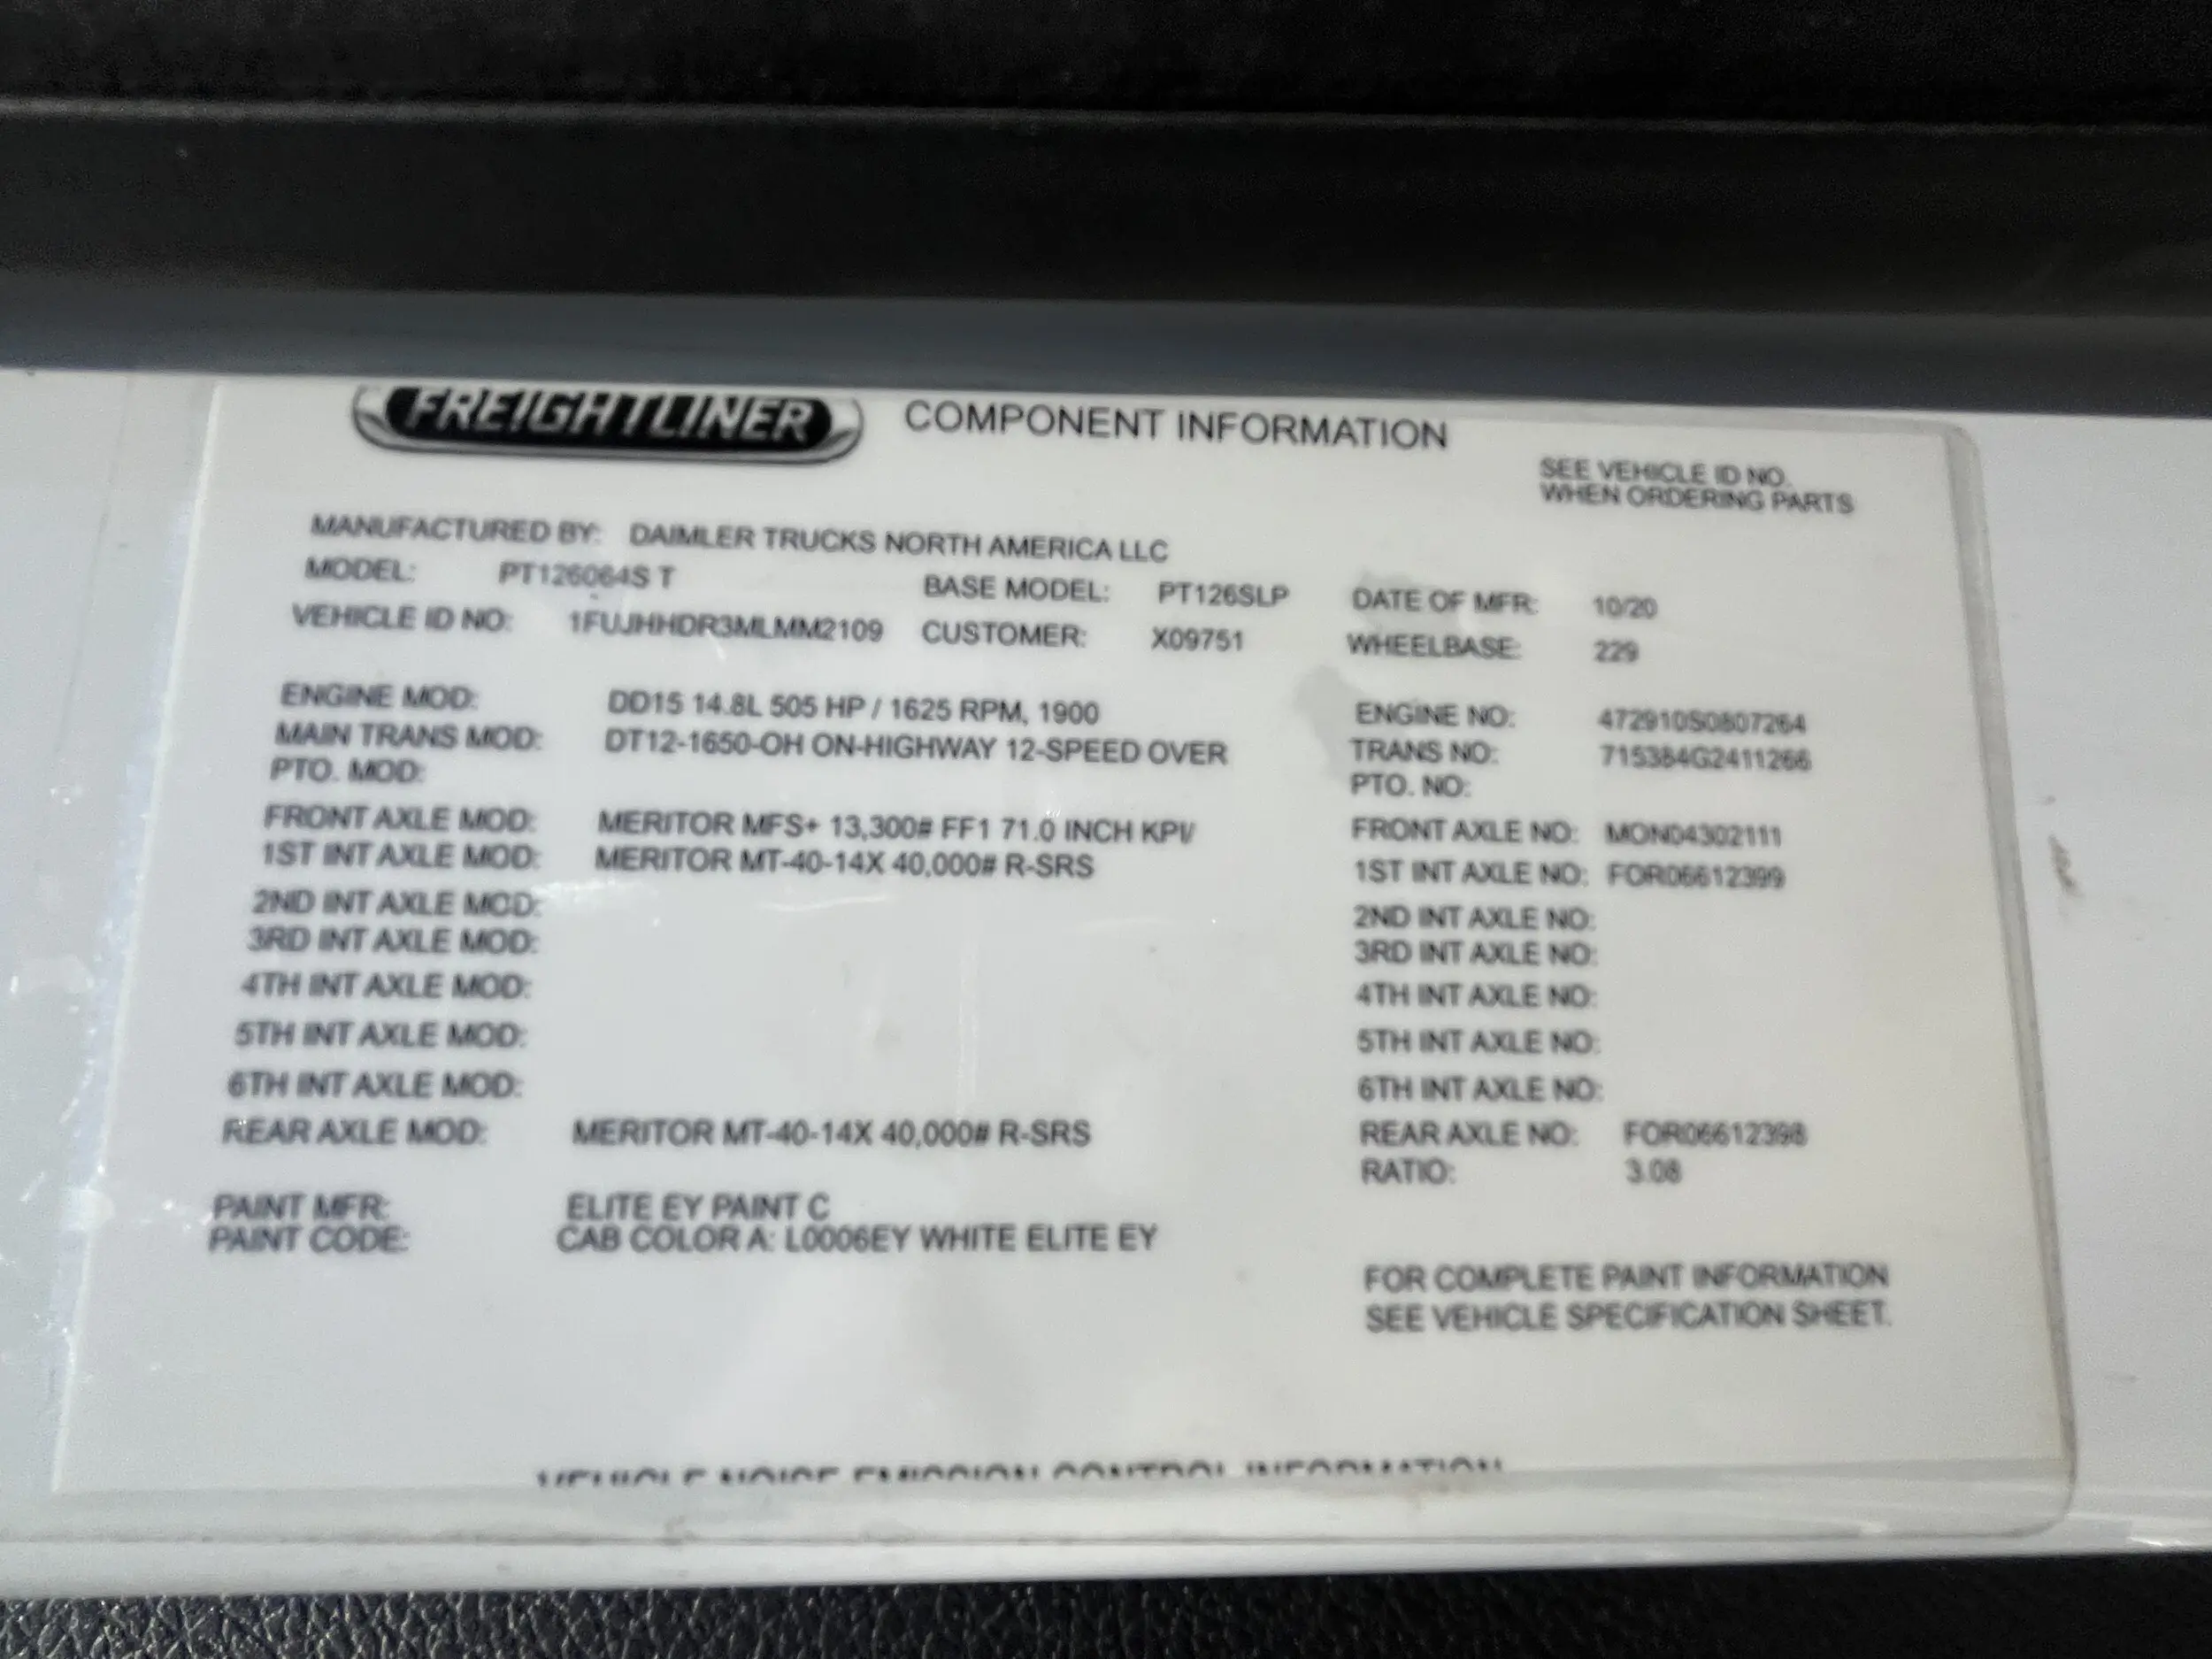 FREIGHTLINER COMPONENT INFORMATION
SEE VEHICLE ID NO.
WHEN ORDERING PARTS
MANUFACTURED BY: DAIMLER TRUCKS NORTH AMERICA LLC
MODEL: PT126064S T BASE MODEL: PT126SLP DATE OF MFR: 10/20
VEHICLE ID NO: 1FUJHHDR3MLMM2109 CUSTOMER: X09751 WHEELBASE: 229
ENGINE MOD: DD15 14.8L 505 HP / 1625 RPM, 1900 ENGINE NO: 472910S0807264
MAIN TRANS MOD: DT12-1650-OH ON-HIGHWAY 12-SPEED OVER TRANS NO: 715384G2411266
PTO. MOD: PTO. NO:
FRONT AXLE MOD: MERITOR MFS+ 13,300# FF1 71.0 INCH KPI/ FRONT AXLE NO: MON04302111
1ST INT AXLE MOD: MERITOR MT-40-14X 40,000# R-SRS 1ST INT AXLE NO: FOR06612399
2ND INT AXLE MOD: 2ND INT AXLE NO:
3RD INT AXLE MOD: 3RD INT AXLE NO:
4TH INT AXLE MOD: 4TH INT AXLE NO:
5TH INT AXLE MOD: 5TH INT AXLE NO:
6TH INT AXLE MOD: 6TH INT AXLE NO:
REAR AXLE MOD: MERITOR MT-40-14X 40,000# R-SRS REAR AXLE NO: FOR06612398
RATIO: 3.08
PAINT MFR: ELITE EY PAINT C
PAINT CODE: CAB COLOR A: L0006EY WHITE ELITE EY
FOR COMPLETE PAINT INFORMATION
SEE VEHICLE SPECIFICATION SHEET.
VEHICLE NOISE EMISSION CONTROL INFORMATION